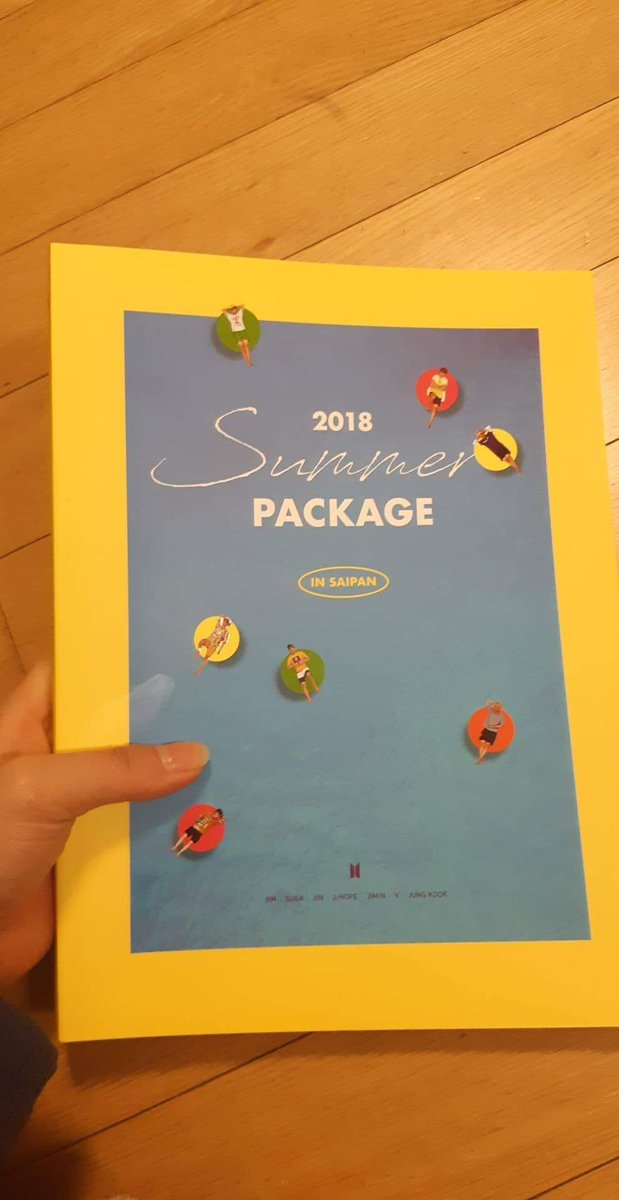 2018
Summer
PACKAGE
IN SAIPAN
RM · SUGA · JIN · J-HOPE · JIMIN · V · JUNG KOOK